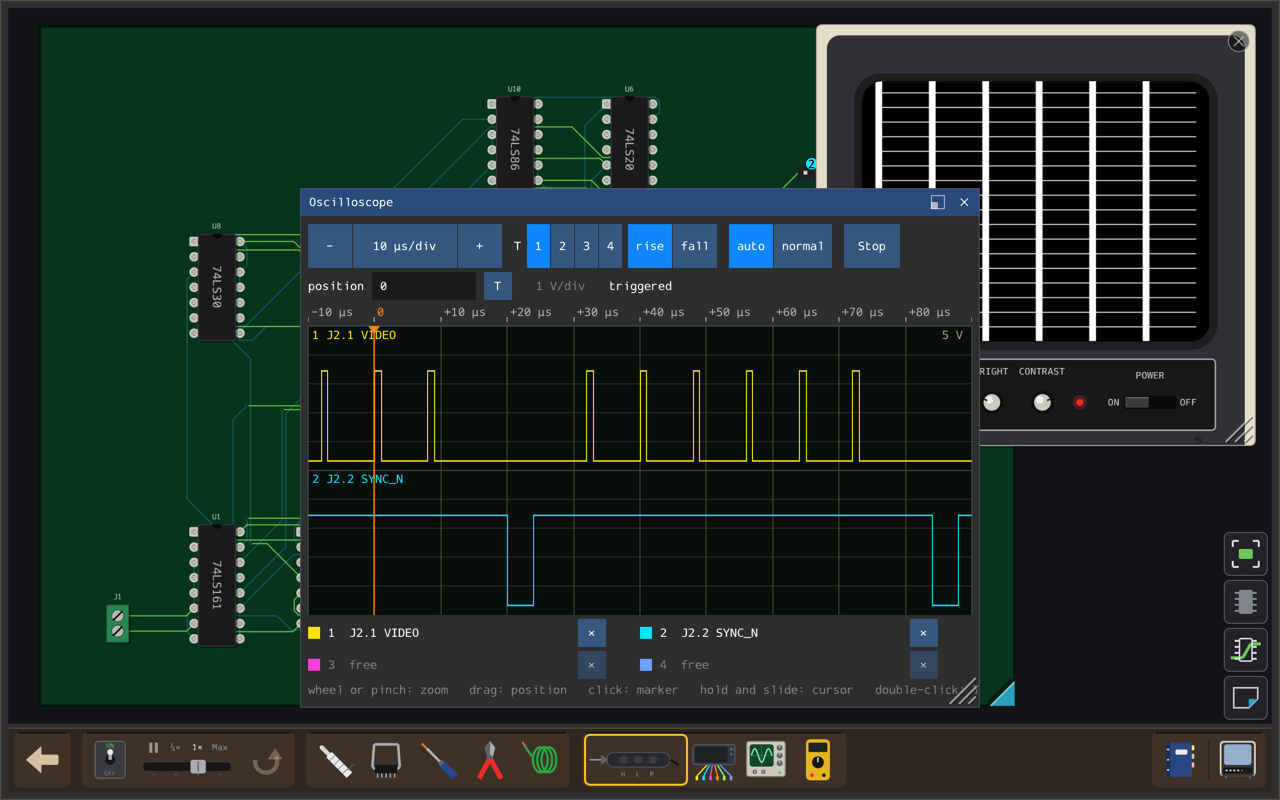 U10
U6
74LS86
74LS20
2
U8
74LS30
Oscilloscope
- 10 µs/div + T 1 2 3 4 rise fall auto normal Stop
position 0 T 1 V/div triggered
-10 µs 0 +10 µs +20 µs +30 µs +40 µs +50 µs +60 µs +70 µs +80 µs
1 J2.1 VIDEO 5 V
2 J2.2 SYNC_N
1 J2.1 VIDEO × 2 J2.2 SYNC_N ×
3 free × 4 free ×
wheel or pinch: zoom drag: position click: marker hold and slide: cursor double-click:
RIGHT CONTRAST POWER
ON OFF
U1
74LS161
J1
ON
OFF
½× 1× Max
H L P